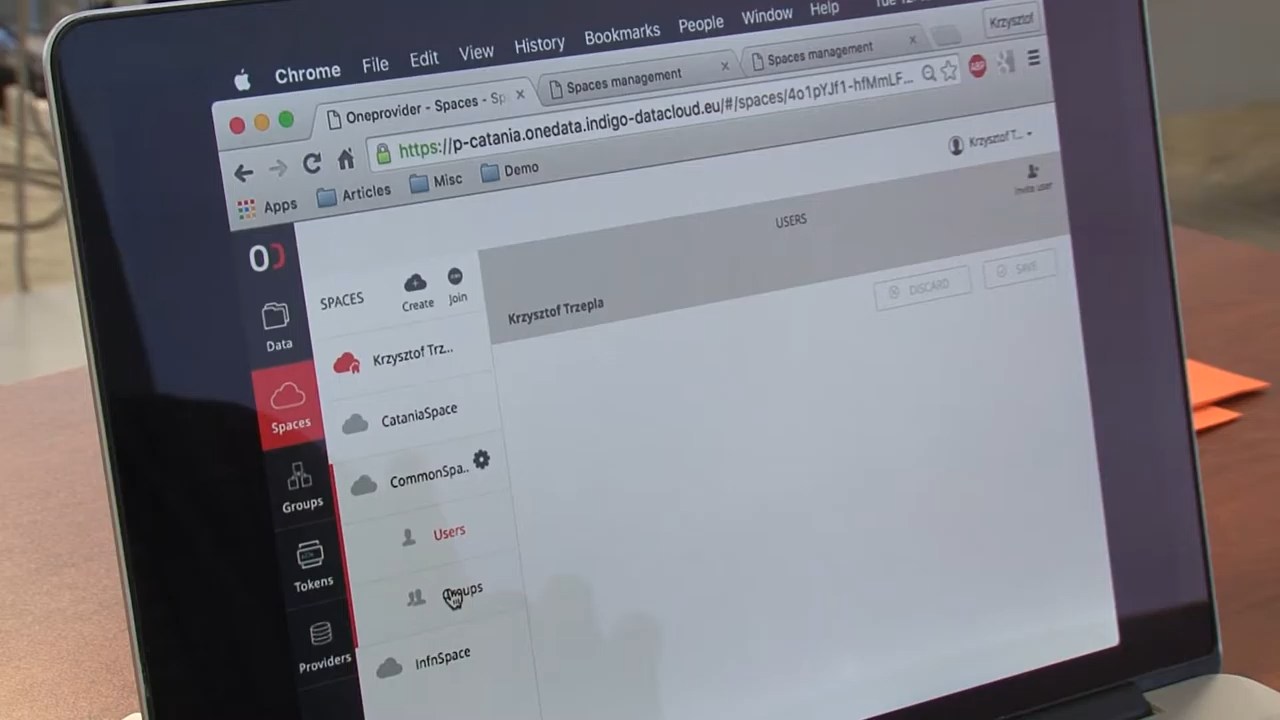 Chrome File Edit View History Bookmarks People Window Help
Krzysztof
Oneprovider - Spaces - Sp
Spaces management
Spaces management
https://p-catania.onedata.indigo-datacloud.eu/#/spaces/4o1pYJf1-hfMmLF...
ABP
Apps Articles Misc Demo
Krzysztof T...
Invite user
USERS
Data
Spaces
Groups
Tokens
Providers
SPACES
Create
Join
Krzysztof Trz...
CataniaSpace
CommonSpa..
Users
Groups
InfnSpace
Krzysztof Trzepla
DISCARD
SAVE